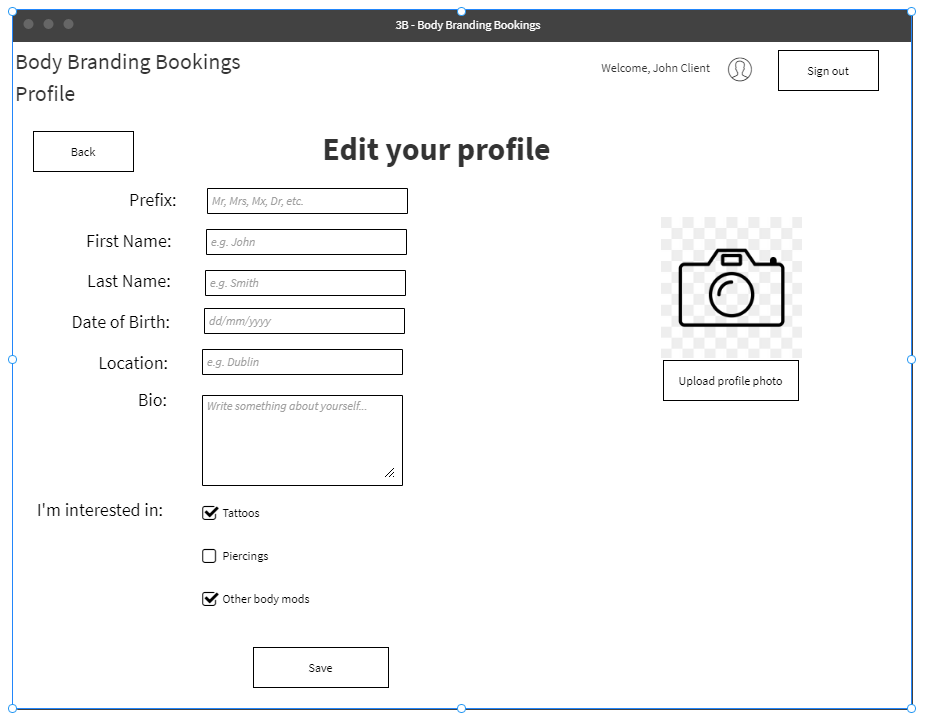 3B - Body Branding Bookings
Body Branding Bookings
Profile
Welcome, John Client
Sign out
Back
Edit your profile
Prefix:
Mr, Mrs, Mx, Dr, etc.
First Name:
e.g. John
Last Name:
e.g. Smith
Date of Birth:
dd/mm/yyyy
Location:
e.g. Dublin
Upload profile photo
Bio:
Write something about yourself...
I'm interested in:
Tattoos
Piercings
Other body mods
Save